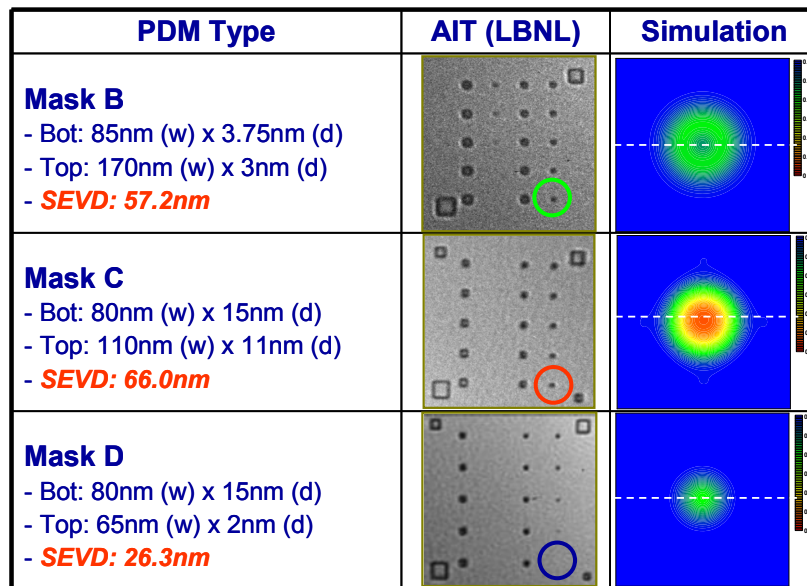 PDM Type
AIT (LBNL)
Simulation
Mask B
- Bot: 85nm (w) x 3.75nm (d)
- Top: 170nm (w) x 3nm (d)
- SEVD: 57.2nm
Mask C
- Bot: 80nm (w) x 15nm (d)
- Top: 110nm (w) x 11nm (d)
- SEVD: 66.0nm
Mask D
- Bot: 80nm (w) x 15nm (d)
- Top: 65nm (w) x 2nm (d)
- SEVD: 26.3nm